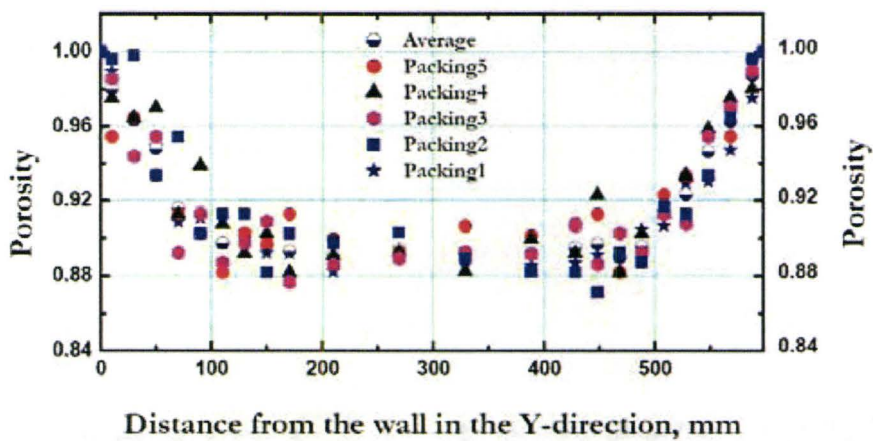 1.00
0.96
0.92
0.88
0.84
Porosity
Average
Packing5
Packing4
Packing3
Packing2
Packing1
1.00
0.96
0.92
0.88
0.84
Porosity
0 100 200 300 400 500
Distance from the wall in the Y-direction, mm